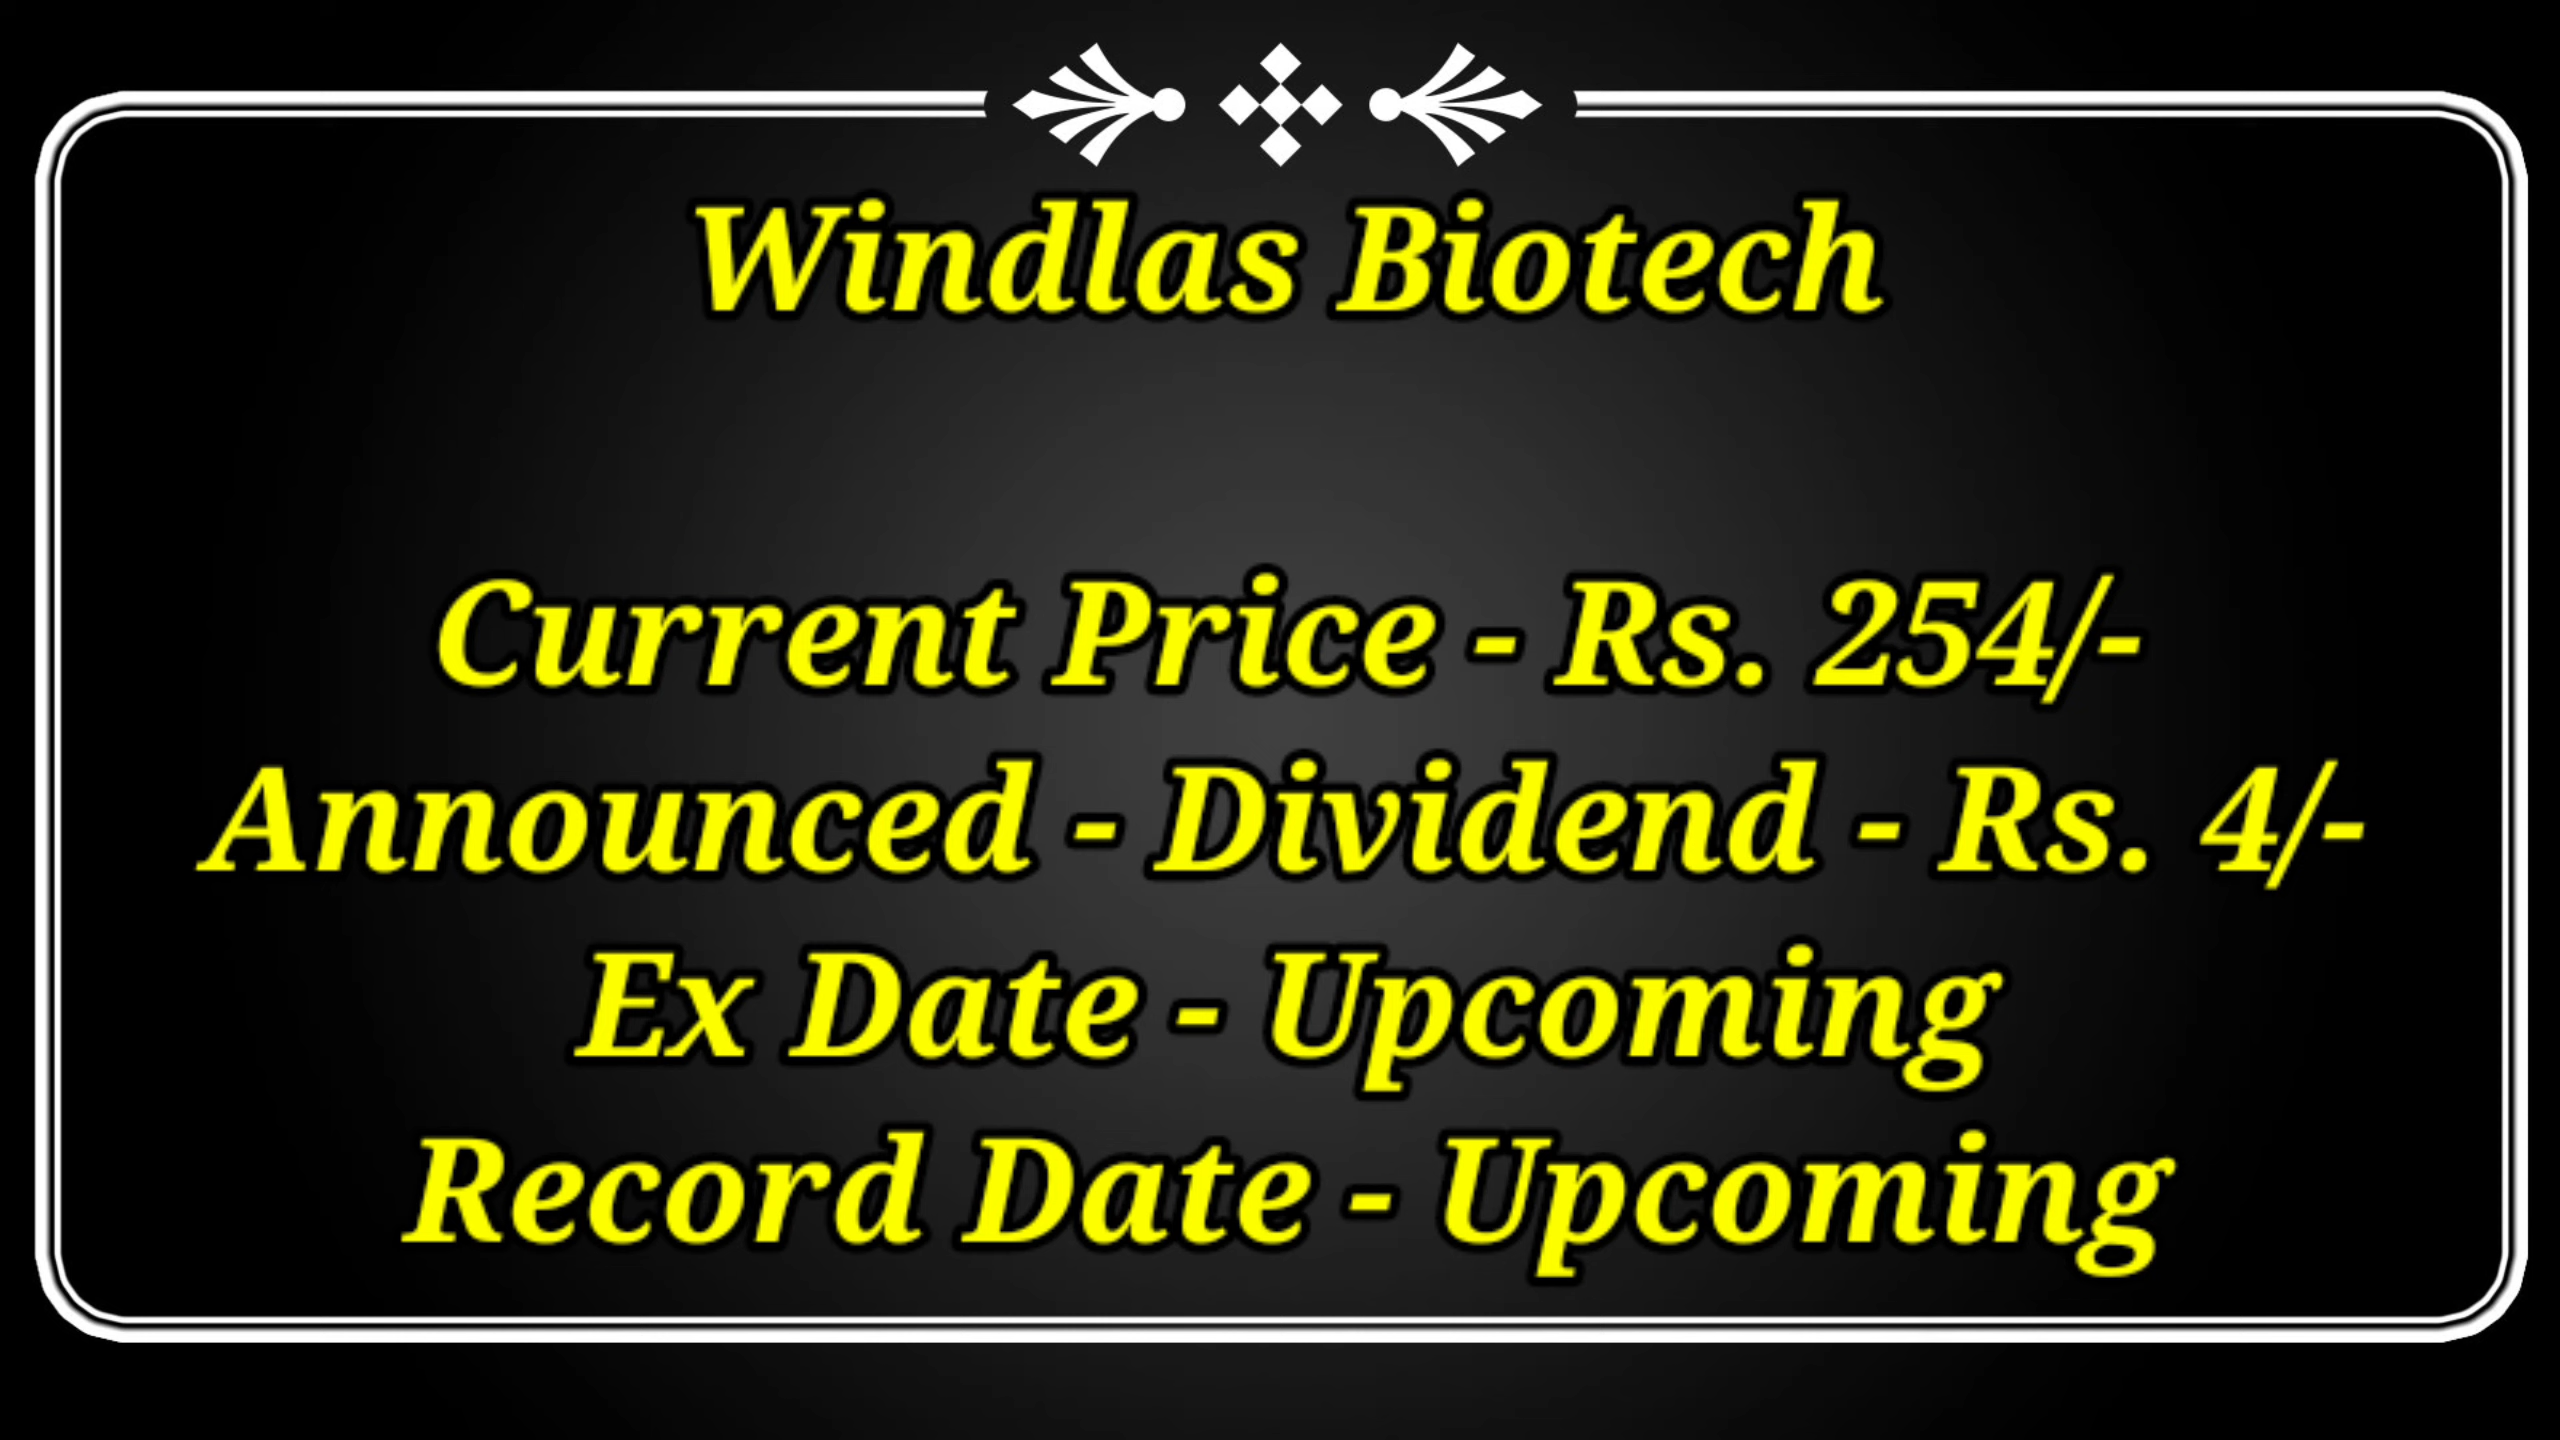 Windlas Biotech
Current Price - Rs. 254/-
Announced - Dividend - Rs. 4/-
Ex Date - Upcoming
Record Date - Upcoming